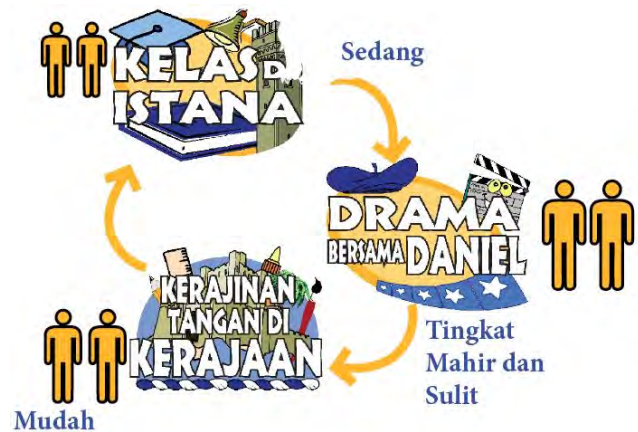 KELAS DI
ISTANA
Sedang
DRAMA
BERSAMA DANIEL
KERAJINAN
TANGAN DI
KERAJAAN
Tingkat
Mahir dan
Sulit
Mudah